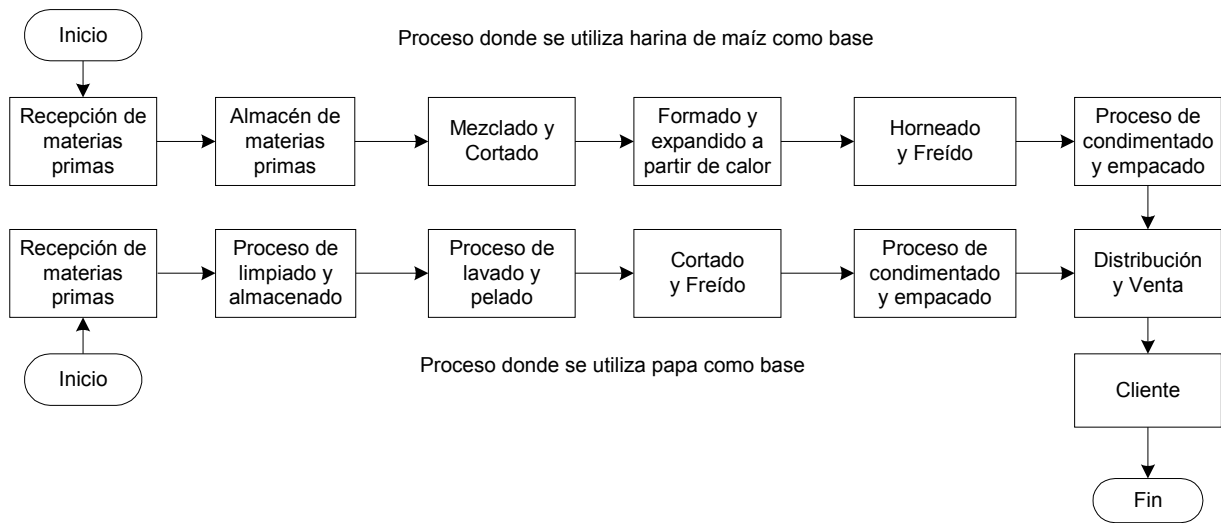 Inicio
Proceso donde se utiliza harina de maíz como base
Recepción de
materias
primas
Almacén de
materias
primas
Mezclado y
Cortado
Formado y
expandido a
partir de calor
Horneado
y Freído
Proceso de
condimentado
y empacado
Recepción de
materias
primas
Proceso de
limpiado y
almacenado
Proceso de
lavado y
pelado
Cortado
y Freído
Proceso de
condimentado
y empacado
Distribución
y Venta
Inicio
Proceso donde se utiliza papa como base
Cliente
Fin